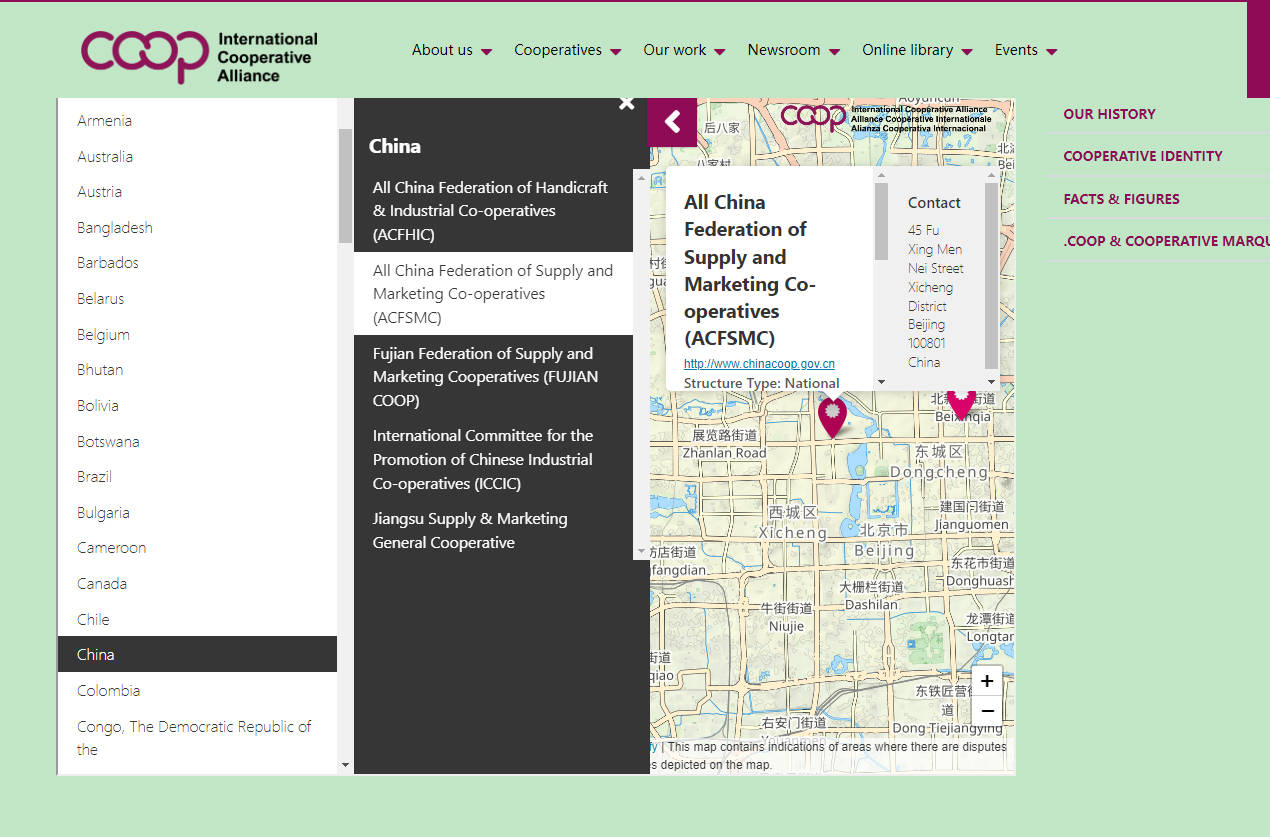 coop International
Cooperative
Alliance
About us
Cooperatives
Our work
Newsroom
Online library
Events
Armenia
Australia
Austria
Bangladesh
Barbados
Belarus
Belgium
Bhutan
Bolivia
Botswana
Brazil
Bulgaria
Cameroon
Canada
Chile
China
Colombia
Congo, The Democratic Republic of
the
China
All China Federation of Handicraft
& Industrial Co-operatives
(ACFHIC)
All China Federation of Supply and
Marketing Co-operatives
(ACFSMC)
Fujian Federation of Supply and
Marketing Cooperatives (FUJIAN
COOP)
International Committee for the
Promotion of Chinese Industrial
Co-operatives (ICCIC)
Jiangsu Supply & Marketing
General Cooperative
coop International Cooperative Alliance
Alliance Coopérative Internationale
Alianza Cooperativa Internacional
后八家
All China
Federation of
Supply and
Marketing Co-
operatives
(ACFSMC)
http://www.chinacoop.gov.cn
Structure Type: National
Contact
45 Fu
Xing Men
Nei Street
Xicheng
District
Beijing
100801
China
展览路街道
Zhanlan Road
Beixinqia
东城区
Dongcheng
建国门街道
Jianguomen
西城区
Xicheng
北京市
Beijing
店街道
fangdian
东花市街道
Donghuash
大栅栏街道
Dashilan
牛街街道
Niujie
龙潭街道
Longtan
街道
qiao
东铁匠营街
道
Dong Tiejiangying
右安门街道
Youanmen
+
−
fy | This map contains indications of areas where there are disputes
s depicted on the map.
OUR HISTORY
COOPERATIVE IDENTITY
FACTS & FIGURES
.COOP & COOPERATIVE MARQU